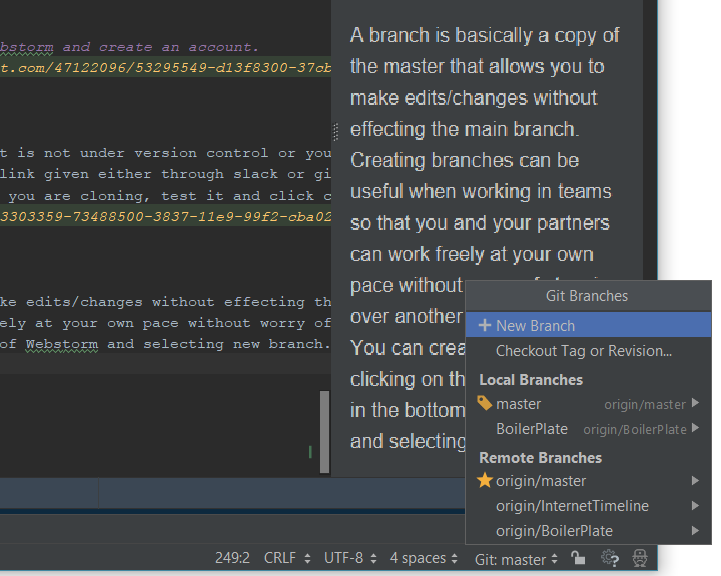 bstorm and create an account.
t.com/47122096/53295549-d13f8300-37cb
t is not under version control or you
link given either through slack or gi
you are cloning, test it and click c
3303359-73488500-3837-11e9-99f2-cba02
ke edits/changes without effecting th
ely at your own pace without worry of
of Webstorm and selecting new branch.
A branch is basically a copy of
the master that allows you to
make edits/changes without
effecting the main branch.
Creating branches can be
useful when working in teams
so that you and your partners
can work freely at your own
pace without
over another
You can crea
clicking on th
in the bottom
and selecting
Git Branches
+ New Branch
Checkout Tag or Revision...
Local Branches
master origin/master
BoilerPlate origin/BoilerPlate
Remote Branches
origin/master
origin/InternetTimeline
origin/BoilerPlate
249:2 CRLF UTF-8 4 spaces Git: master